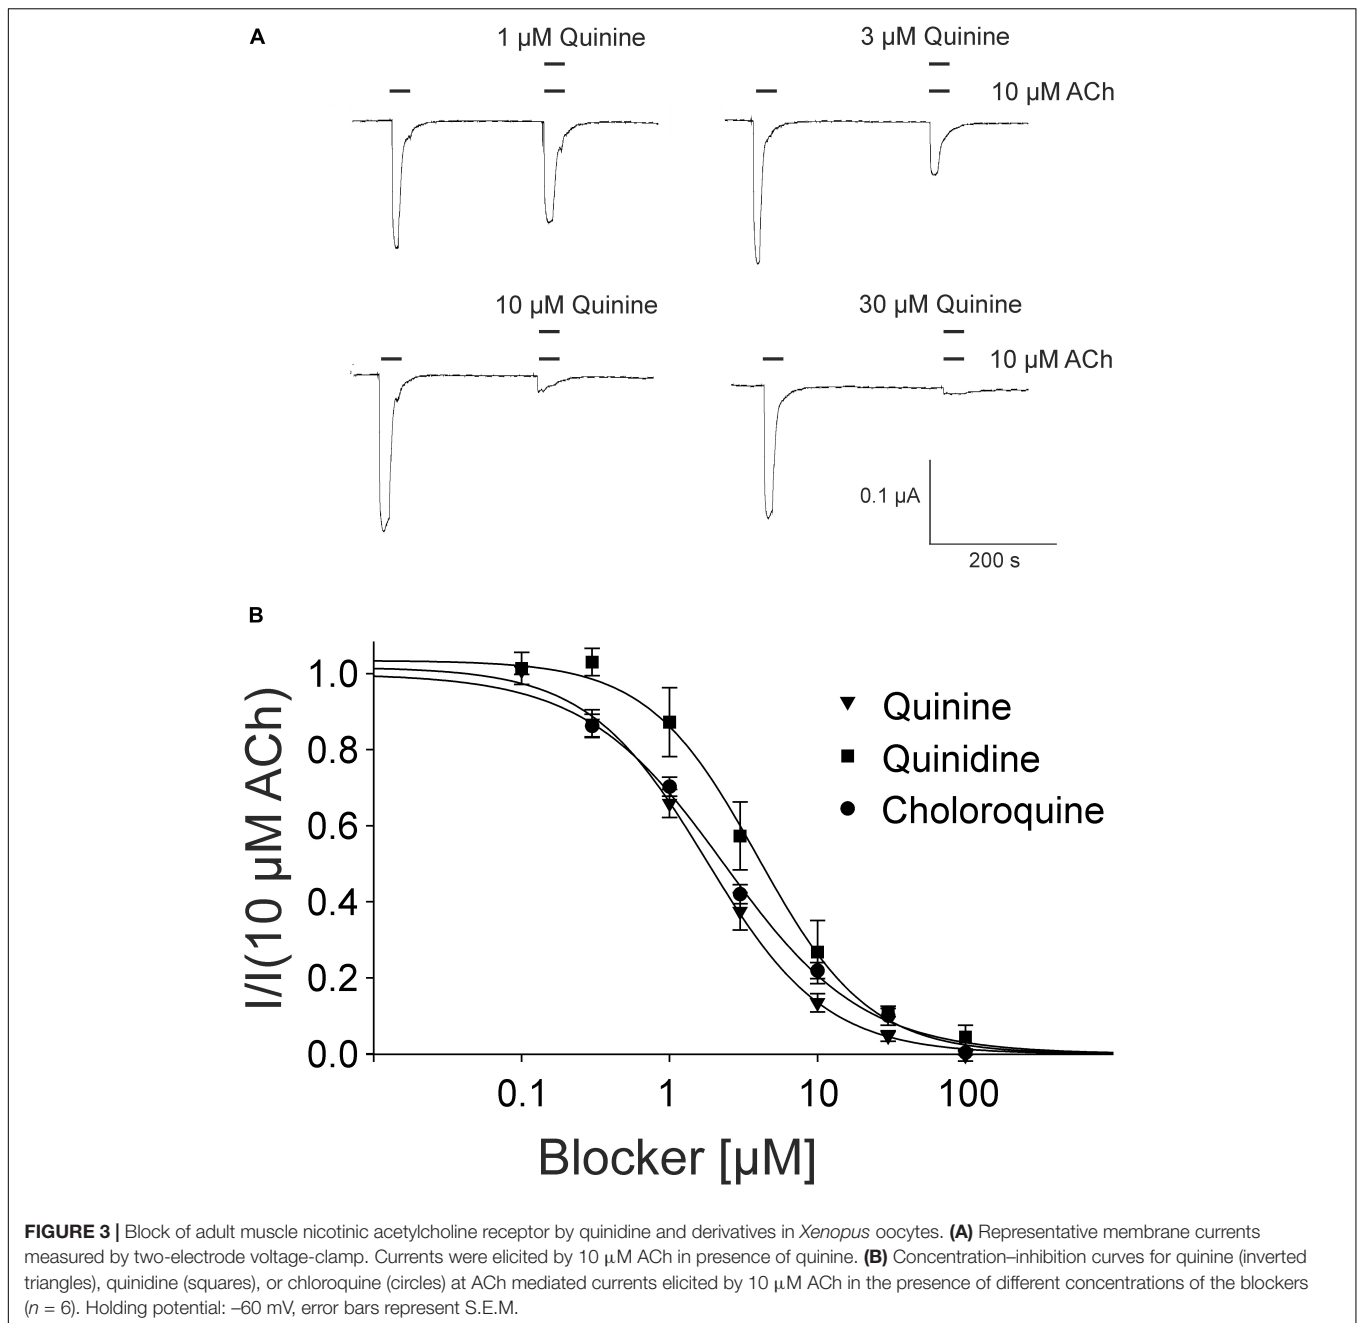 A
1 µM Quinine
3 µM Quinine
10 µM ACh
10 µM Quinine
30 µM Quinine
10 µM ACh
0.1 µA
200 s
B
I/I(10 µM ACh)
1.0
0.8
0.6
0.4
0.2
0.0
Quinine
Quinidine
Choloroquine
0.1 1 10 100
Blocker [µM]
FIGURE 3 | Block of adult muscle nicotinic acetylcholine receptor by quinidine and derivatives in Xenopus oocytes. (A) Representative membrane currents
measured by two-electrode voltage-clamp. Currents were elicited by 10 µM ACh in presence of quinine. (B) Concentration–inhibition curves for quinine (inverted
triangles), quinidine (squares), or chloroquine (circles) at ACh mediated currents elicited by 10 µM ACh in the presence of different concentrations of the blockers
(n = 6). Holding potential: –60 mV, error bars represent S.E.M.